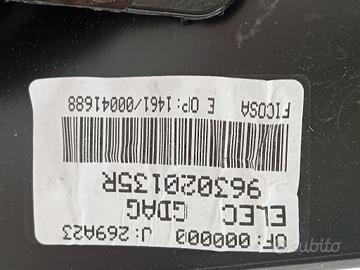 OF:000000 J:269A23
ELEC GDAG
963020135R
FICOSA E OP:1461/00041688
subito